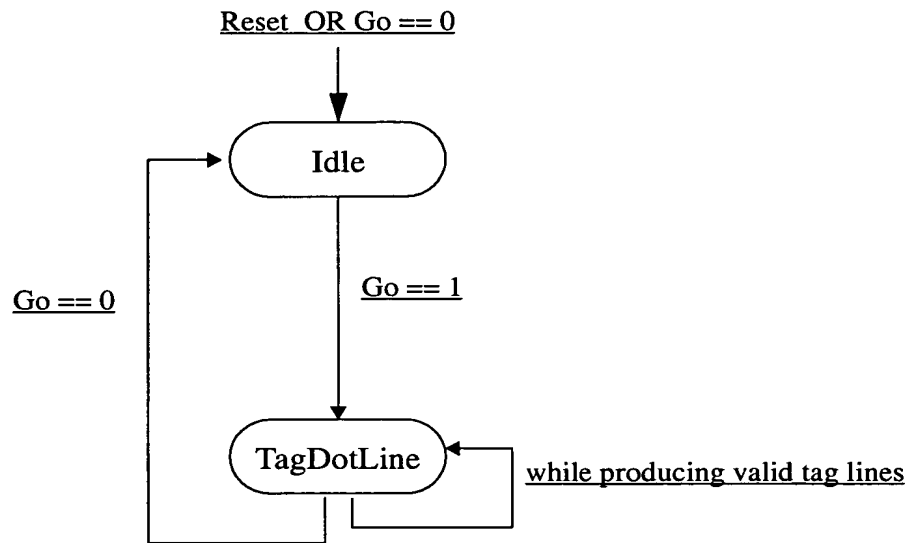 Reset OR Go == 0
Idle
Go == 0
Go == 1
TagDotLine
while producing valid tag lines